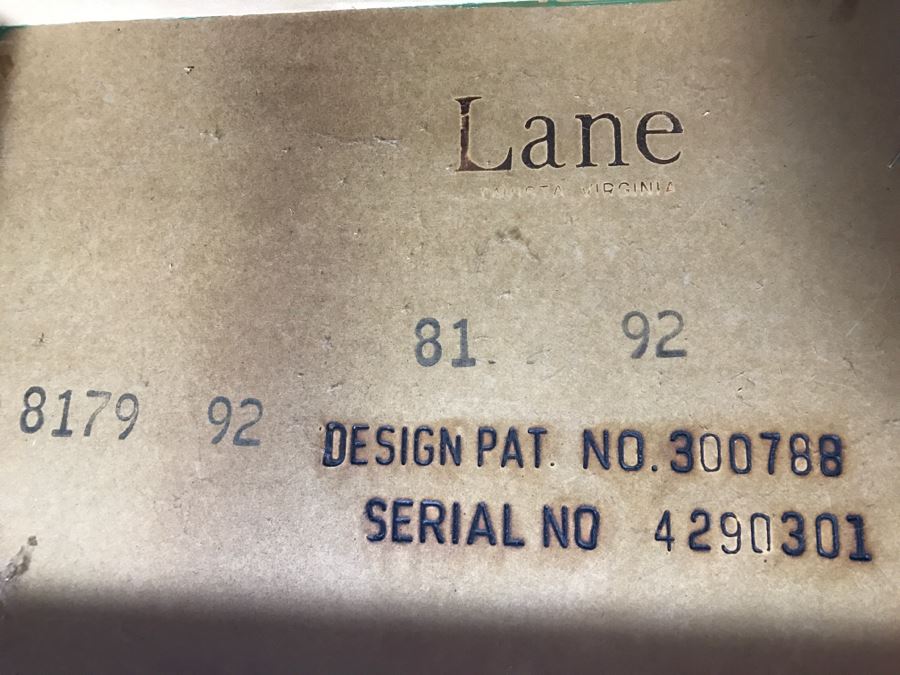 Lane
VIRGINIA
81 92
8179 92
DESIGN PAT. NO. 300788
SERIAL NO 4290301